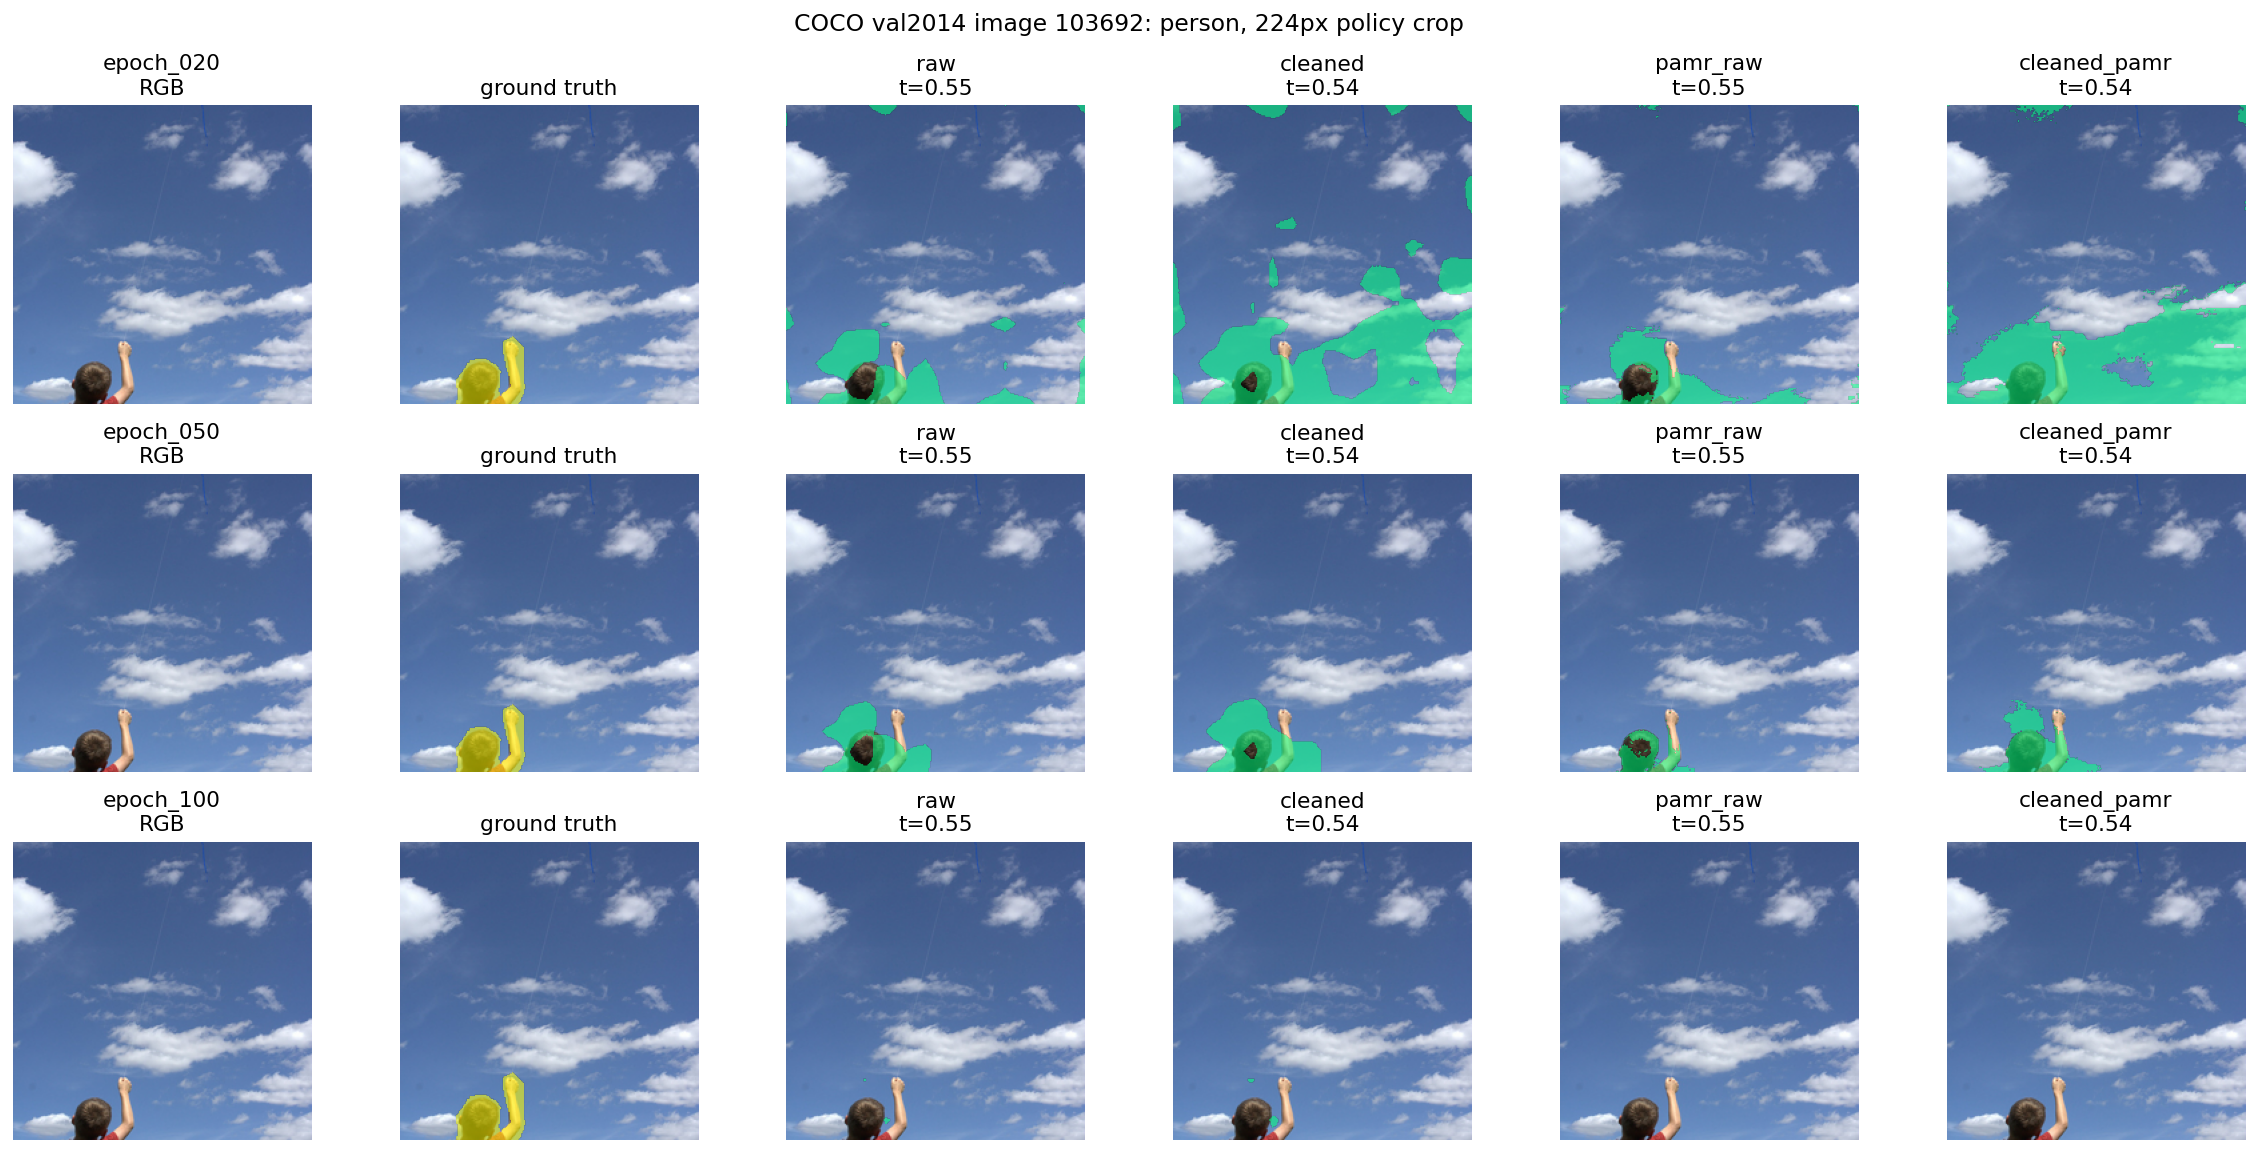 COCO val2014 image 103692: person, 224px policy crop
epoch_020
RGB
ground truth
raw
t=0.55
cleaned
t=0.54
pamr_raw
t=0.55
cleaned_pamr
t=0.54
epoch_050
RGB
ground truth
raw
t=0.55
cleaned
t=0.54
pamr_raw
t=0.55
cleaned_pamr
t=0.54
epoch_100
RGB
ground truth
raw
t=0.55
cleaned
t=0.54
pamr_raw
t=0.55
cleaned_pamr
t=0.54